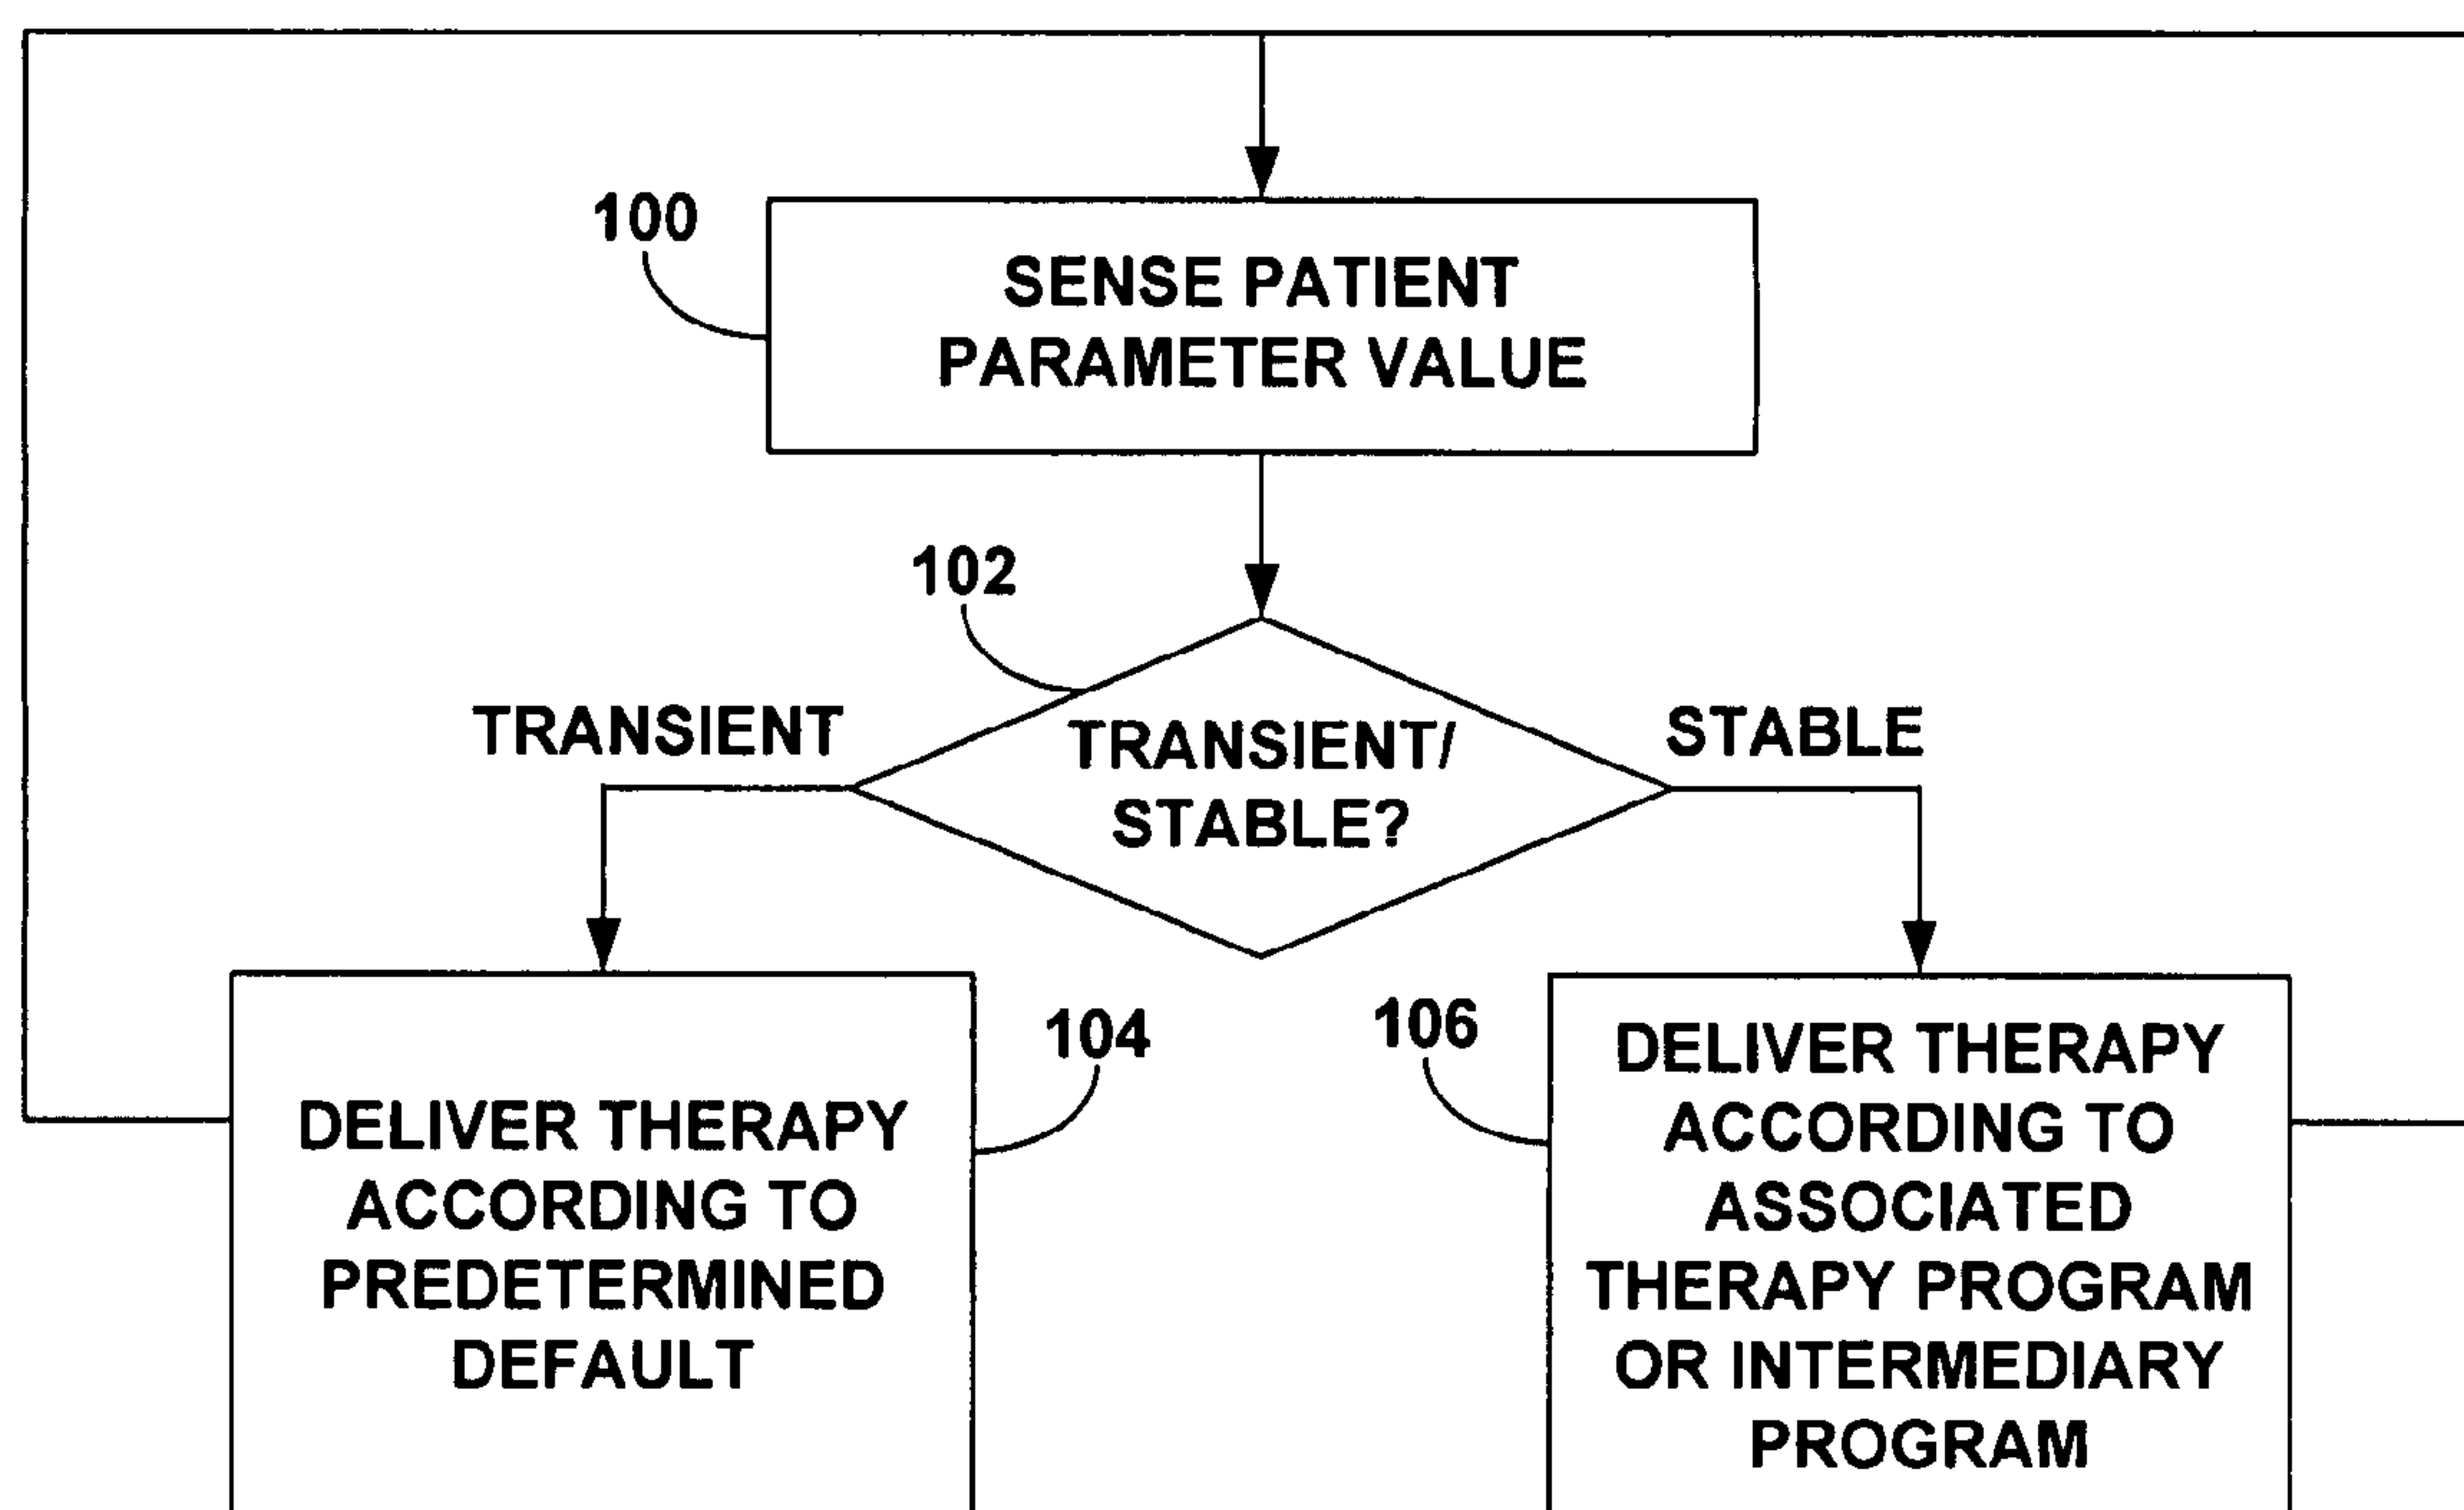 100
SENSE PATIENT
PARAMETER VALUE
102
TRANSIENT
TRANSIENT/
STABLE?
STABLE
104
DELIVER THERAPY
ACCORDING TO
PREDETERMINED
DEFAULT
106
DELIVER THERAPY
ACCORDING TO
ASSOCIATED
THERAPY PROGRAM
OR INTERMEDIARY
PROGRAM